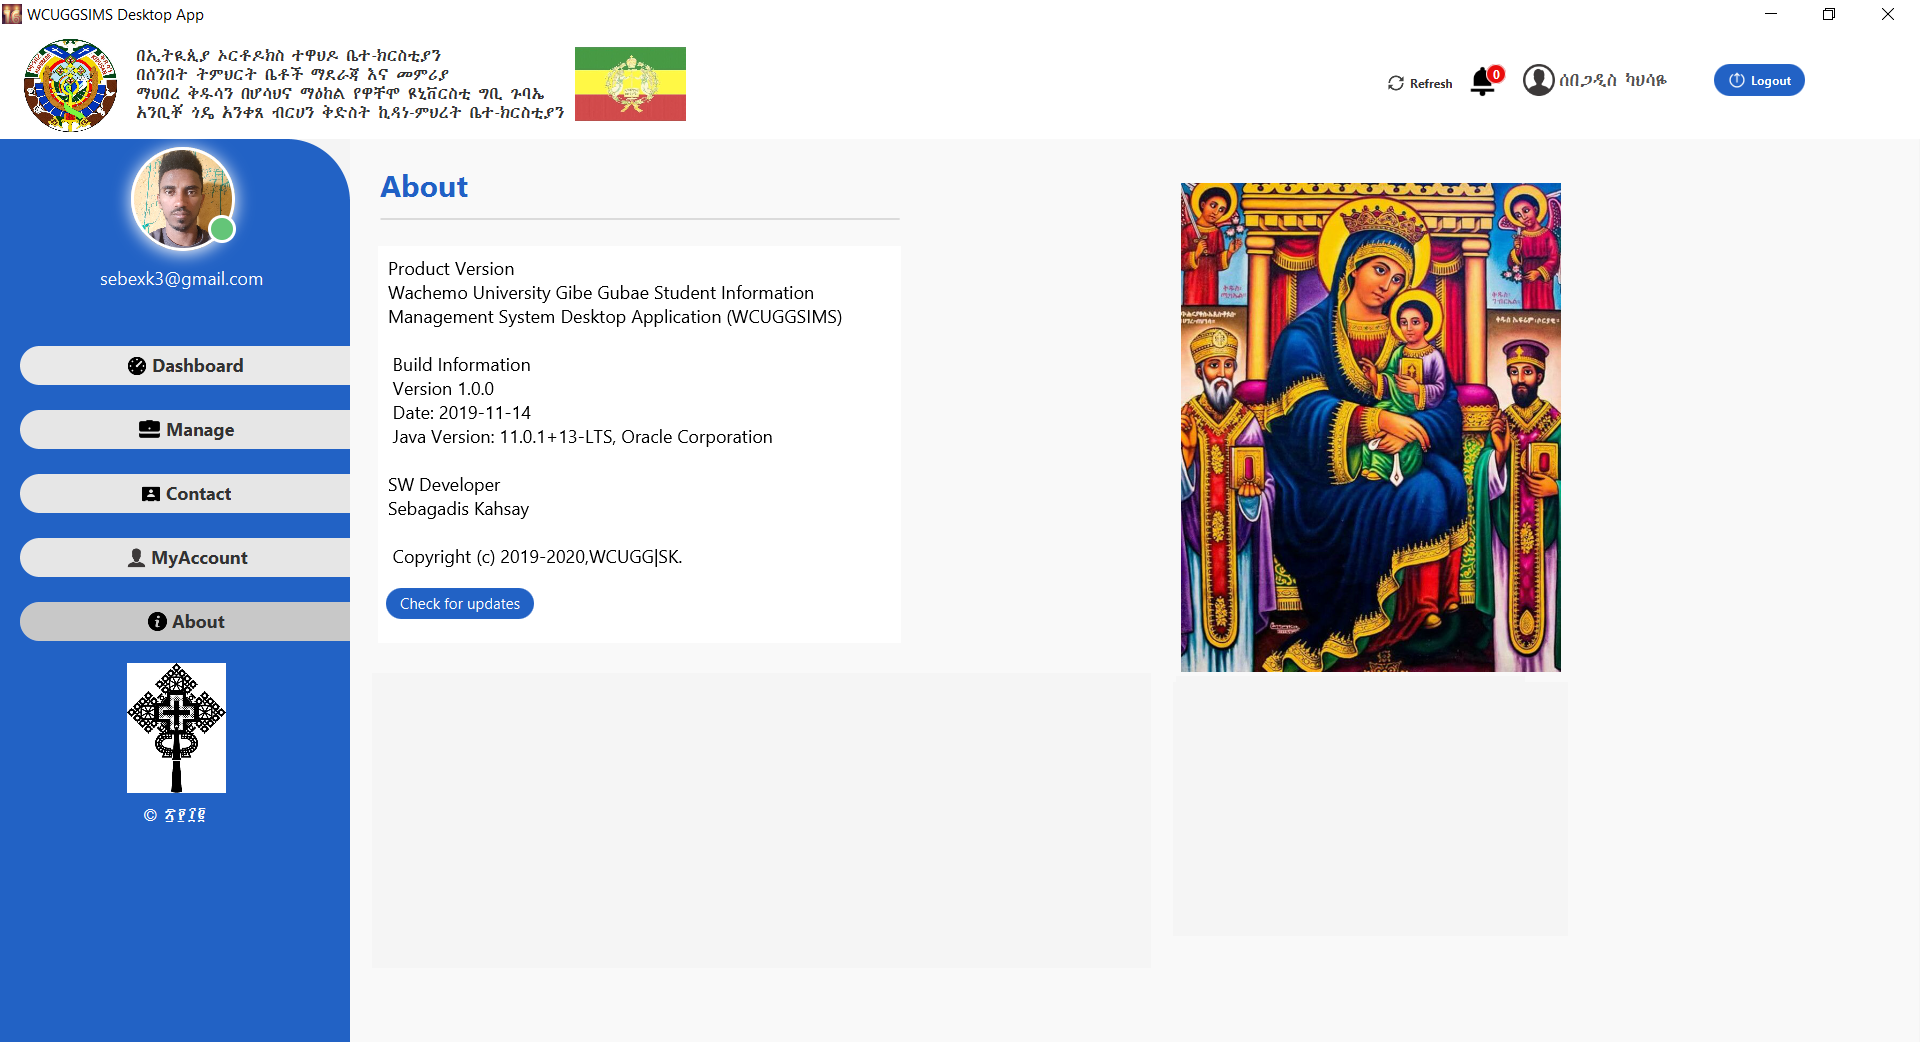 WCUGGSIMS Desktop App
በኢትዮጲያ ኦርቶዶክስ ተዋህዶ ቤተ-ክርስቲያን
በሰንበት ትምህርት ቤቶች ማደራጃ እና መምሪያ
ማህበረ ቅዱሳን በሆሳህና ማዕከል የዋቸሞ ዩኒቨርስቲ ግቢ ጉባኤ
አንቢቾ ጎዴ አንቀጸ ብርሀን ቅድስት ኪዳነ-ምህረት ቤተ-ክርስቲያን
Refresh
0
ሰበጋዲስ ካህሳዬ
Logout
sebexk3@gmail.com
Dashboard
Manage
Contact
MyAccount
About
© ፳፻፲፪
About
Product Version
Wachemo University Gibe Gubae Student Information
Management System Desktop Application (WCUGGSIMS)
Build Information
Version 1.0.0
Date: 2019-11-14
Java Version: 11.0.1+13-LTS, Oracle Corporation
SW Developer
Sebagadis Kahsay
Copyright (c) 2019-2020,WCUGG|SK.
Check for updates